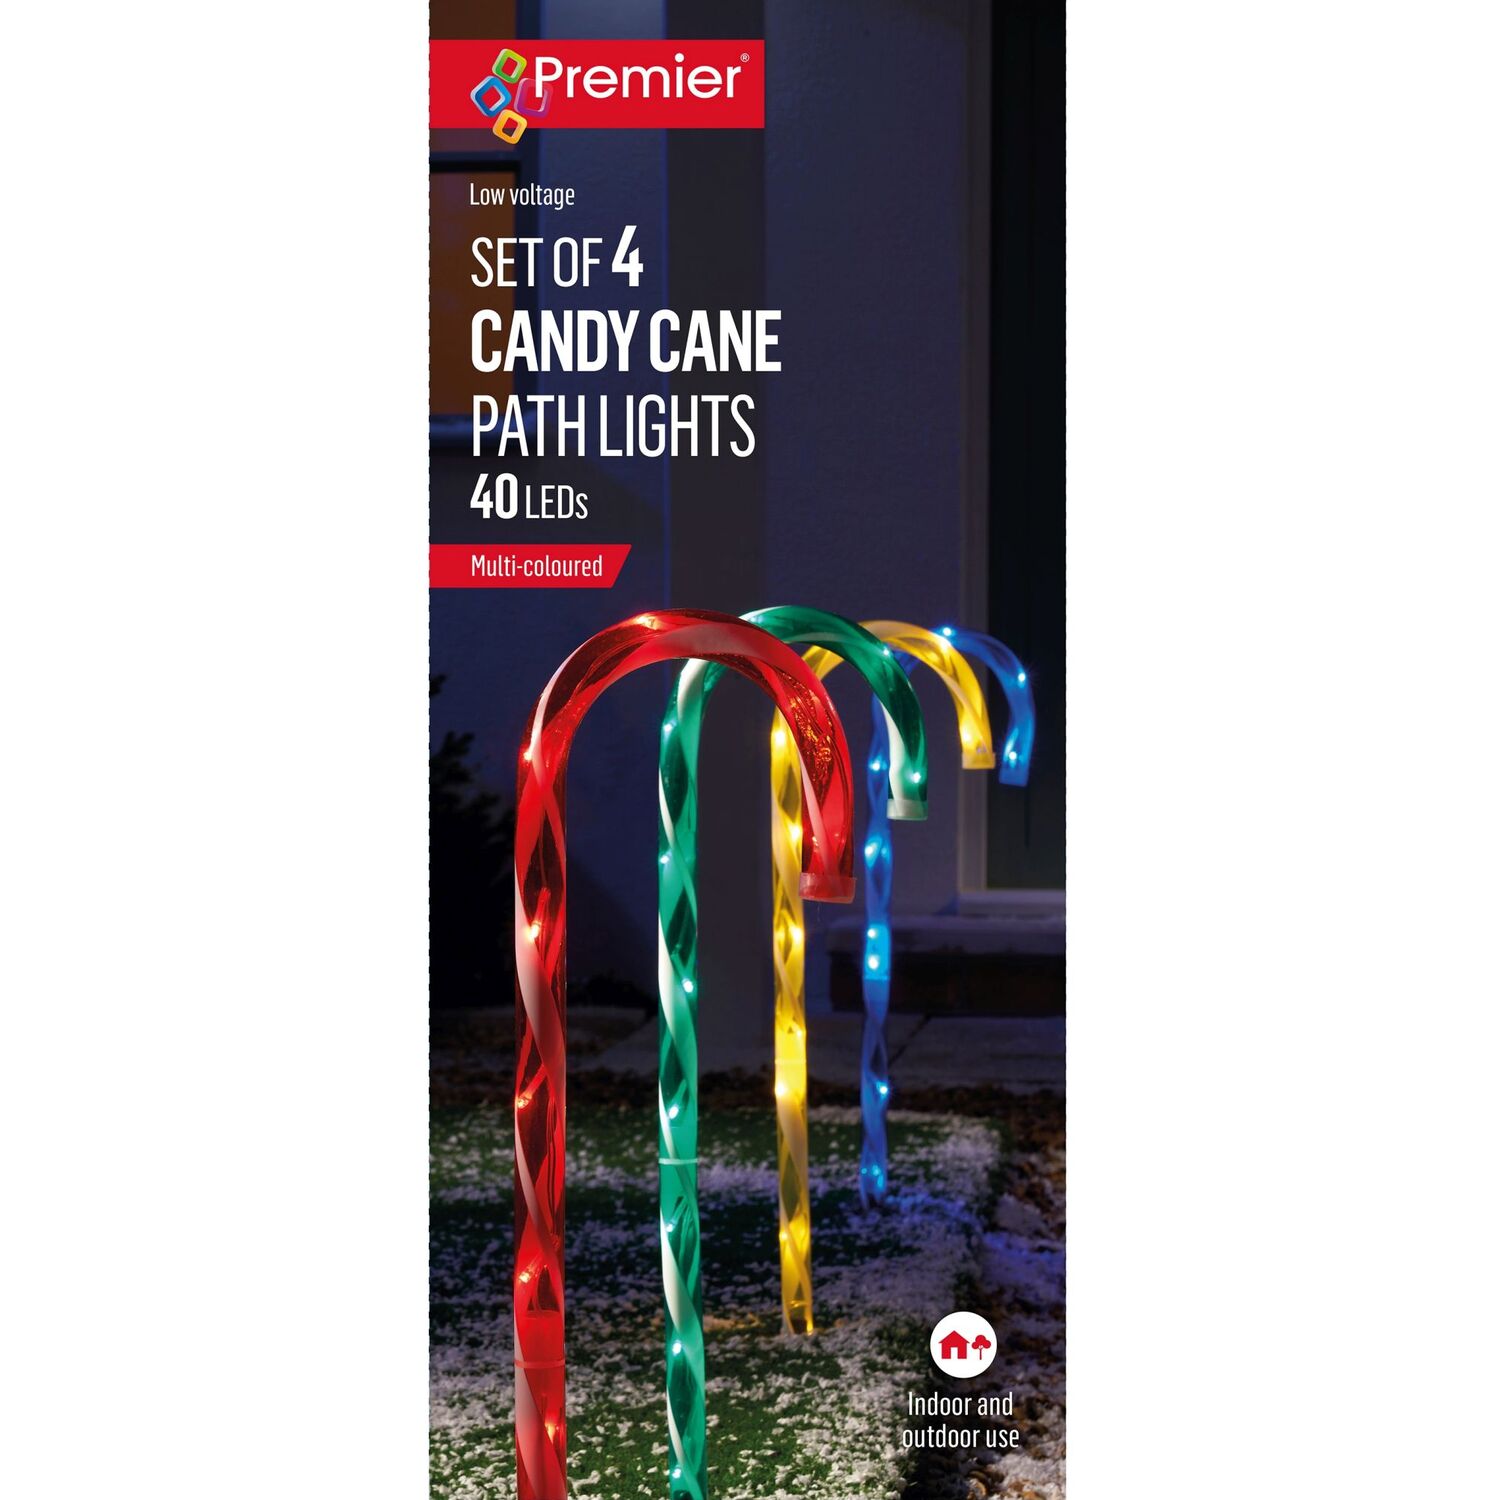 Premier®
Low voltage
SET OF 4
CANDY CANE
PATH LIGHTS
40 LEDs
Multi-coloured
Indoor and
outdoor use